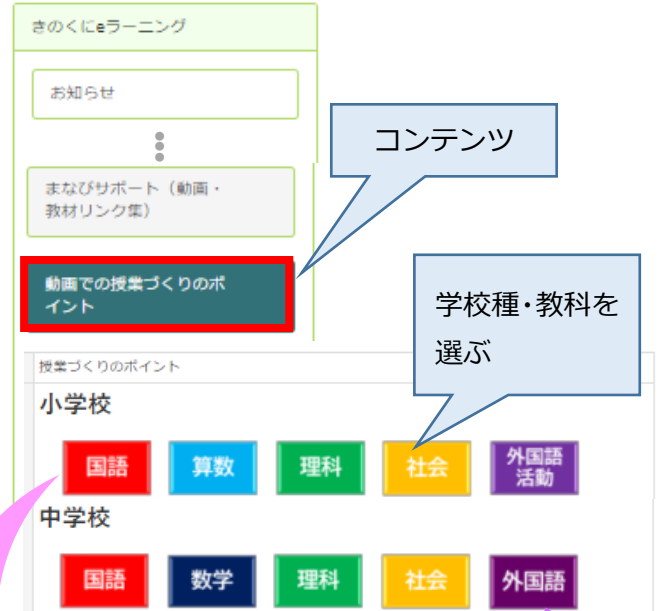 きのくにeラーニング
お知らせ
コンテンツ
まなびサポート（動画・
教材リンク集）
動画での授業づくりのポ
イント
学校種・教科を
選ぶ
授業づくりのポイント
小学校
国語 算数 理科 社会 外国語
活動
中学校
国語 数学 理科 社会 外国語